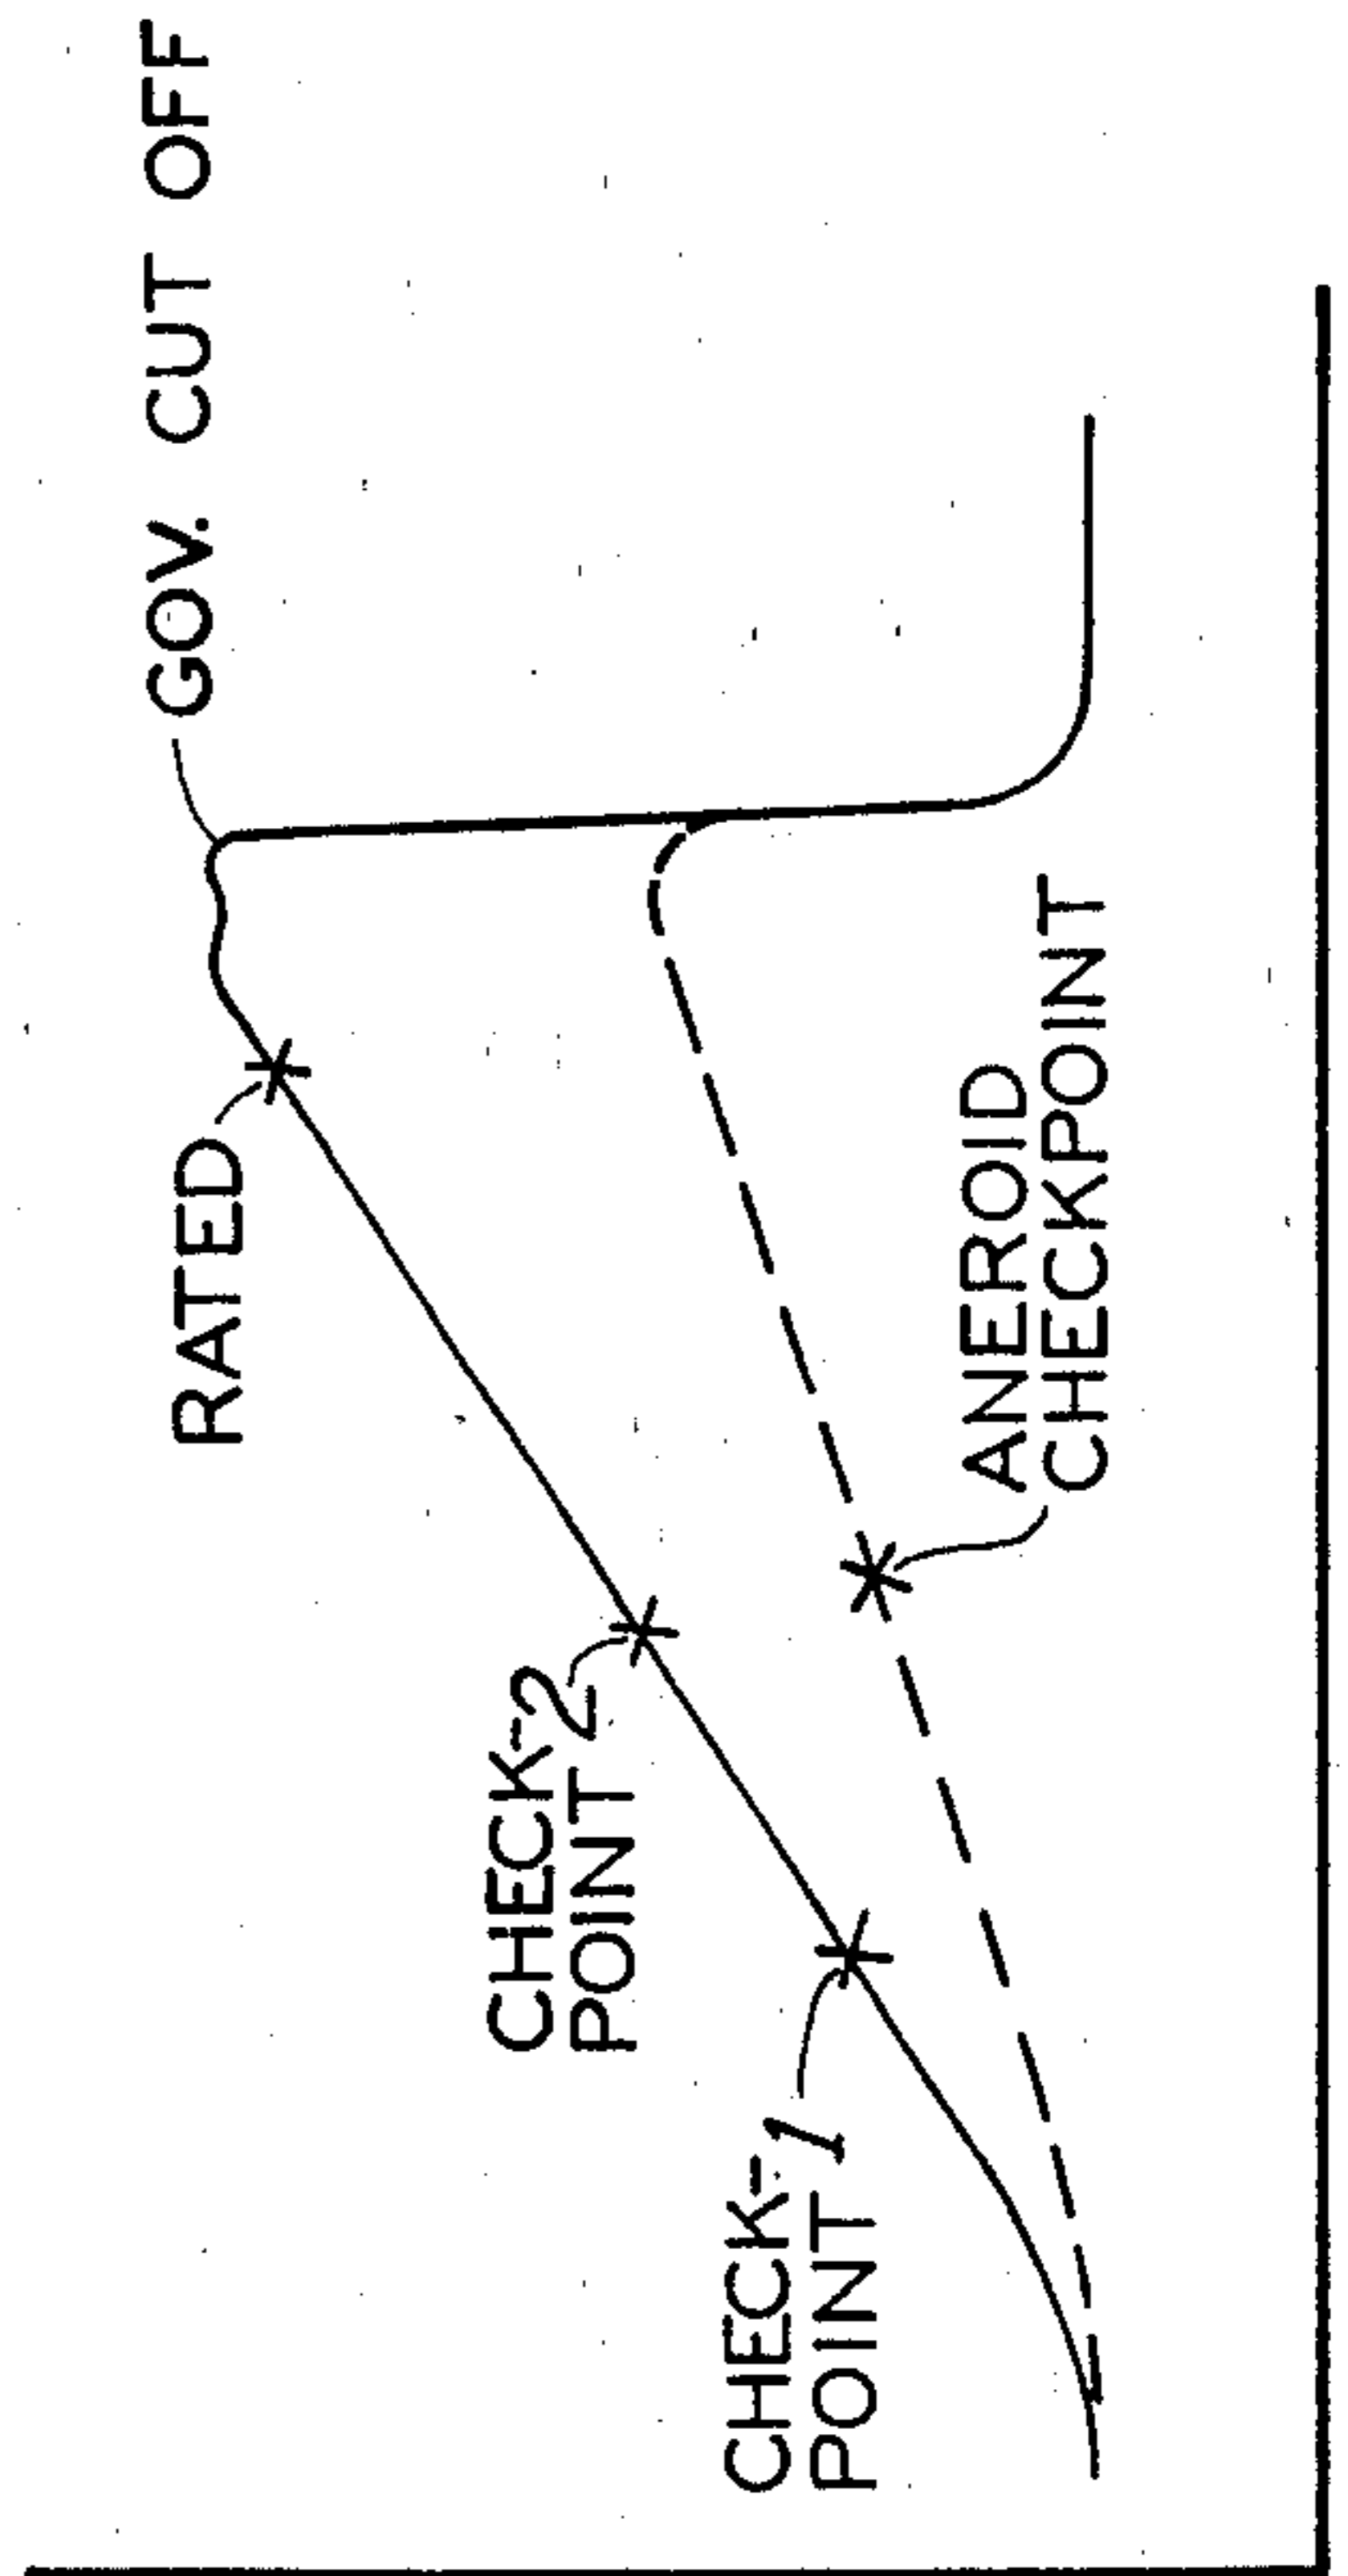 GOV. CUT OFF
RATED
CHECK-2
POINT
CHECK-1
POINT
ANEROID
CHECKPOINT